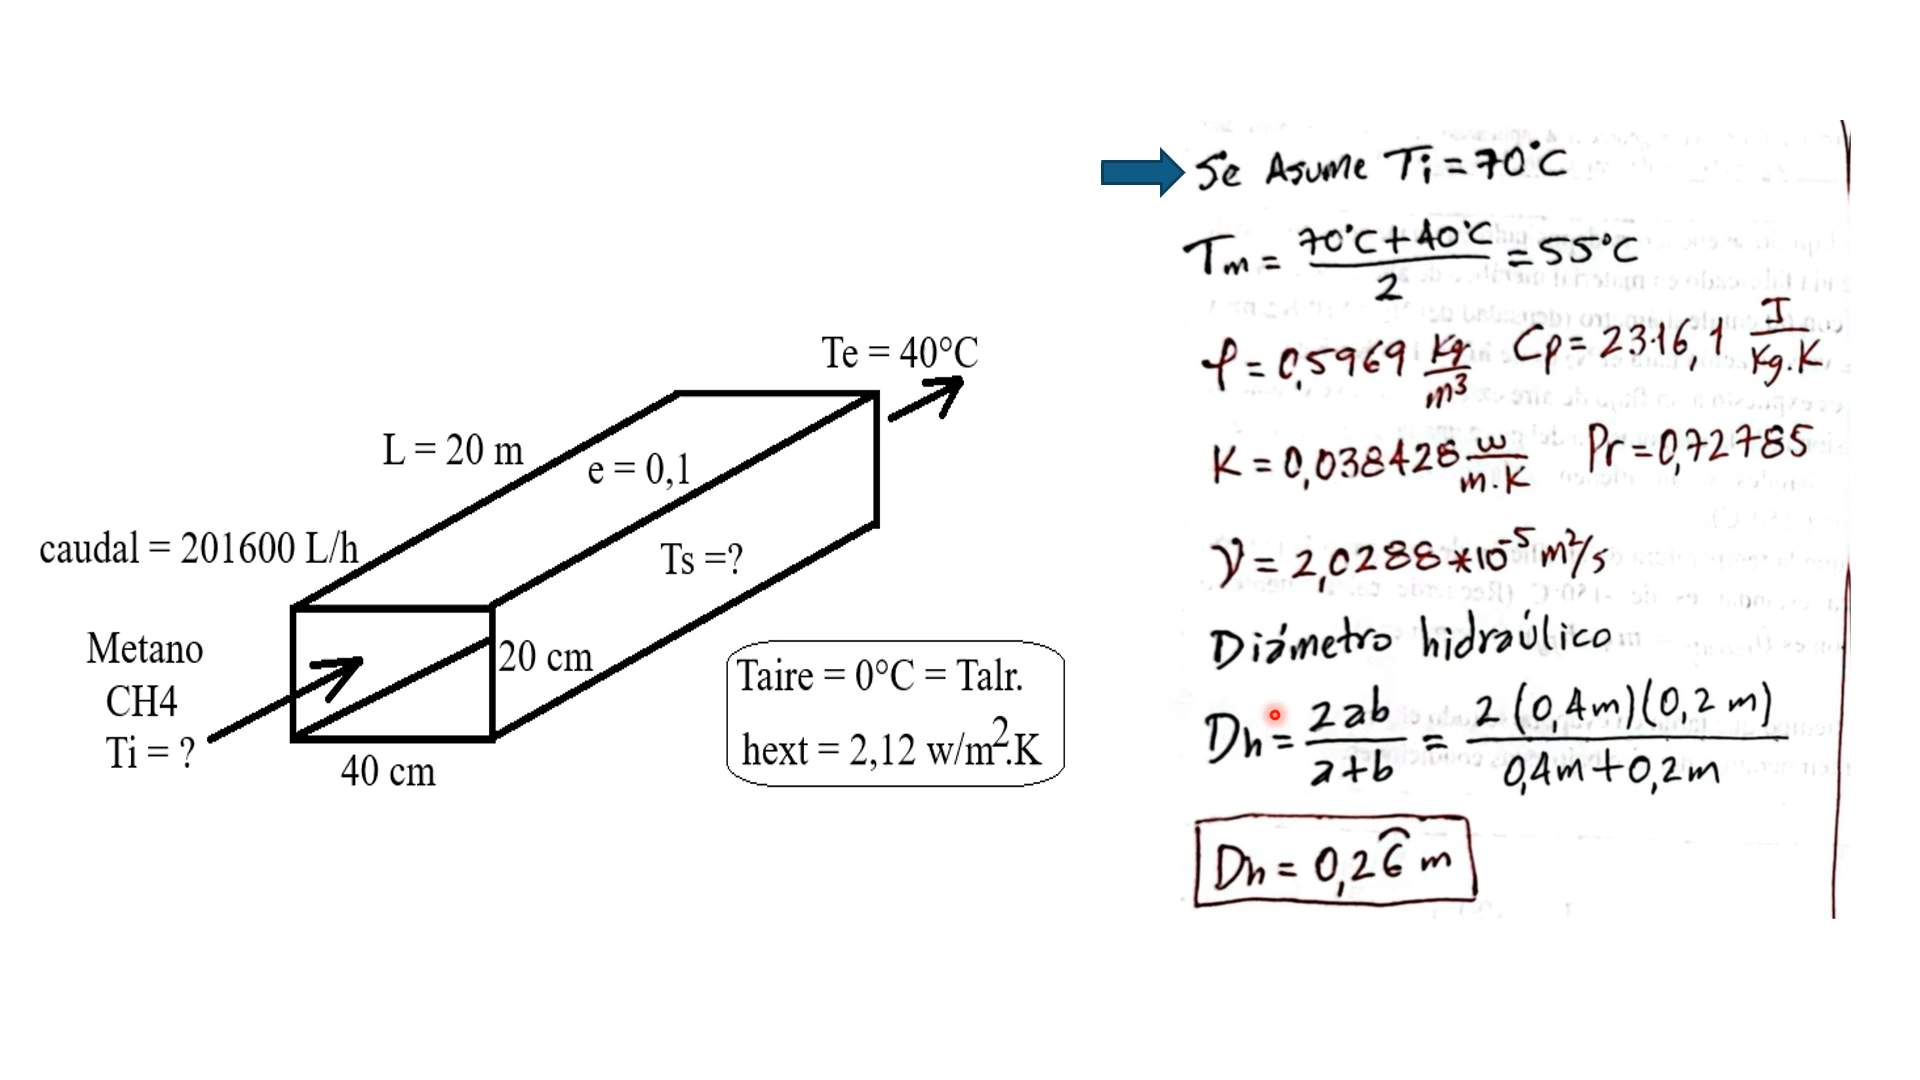 Te = 40°C
L = 20 m
e = 0,1
caudal = 201600 L/h
Ts =?
Metano
CH4
Ti = ?
20 cm
40 cm
Taire = 0°C = Talr.
hext = 2,12 w/m².K
Se Asume Ti = 70°C
Tm = (70°C + 40°C) / 2 = 55°C
ρ = 0,5969 Kg/m³ Cp = 2316,1 J/Kg.K
K = 0,038428 w/m.K Pr = 0,72785
ν = 2,0288*10⁻⁵ m²/s
Diámetro hidraúlico
Dh = 2ab / a+b = 2(0,4m)(0,2m) / 0,4m+0,2m
Dh = 0,26̂ m